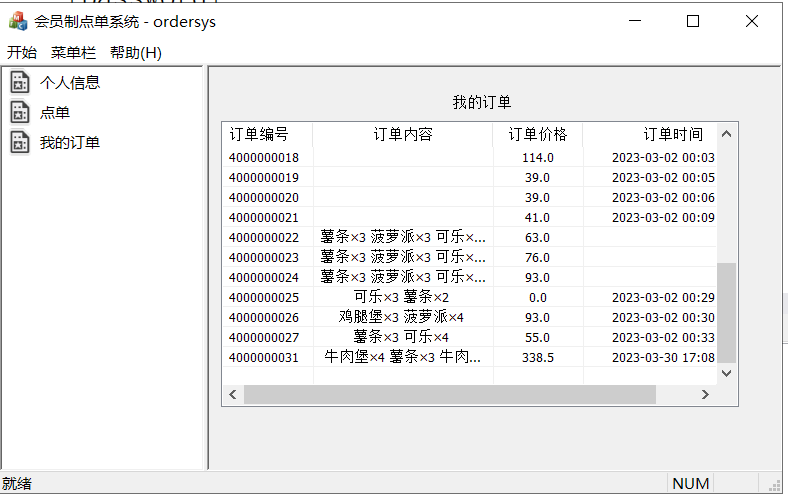 会员制点单系统 - ordersys
开始 菜单栏 帮助(H)
个人信息
点单
我的订单
我的订单
订单编号 订单内容 订单价格 订单时间
4000000018 114.0 2023-03-02 00:03
4000000019 39.0 2023-03-02 00:05
4000000020 39.0 2023-03-02 00:06
4000000021 41.0 2023-03-02 00:09
4000000022 薯条×3 菠萝派×3 可乐×... 63.0
4000000023 薯条×3 菠萝派×3 可乐×... 76.0
4000000024 薯条×3 菠萝派×3 可乐×... 93.0
4000000025 可乐×3 薯条×2 0.0 2023-03-02 00:29
4000000026 鸡腿堡×3 菠萝派×4 93.0 2023-03-02 00:30
4000000027 薯条×3 可乐×4 55.0 2023-03-02 00:33
4000000031 牛肉堡×4 薯条×3 牛肉... 338.5 2023-03-30 17:08
就绪 NUM